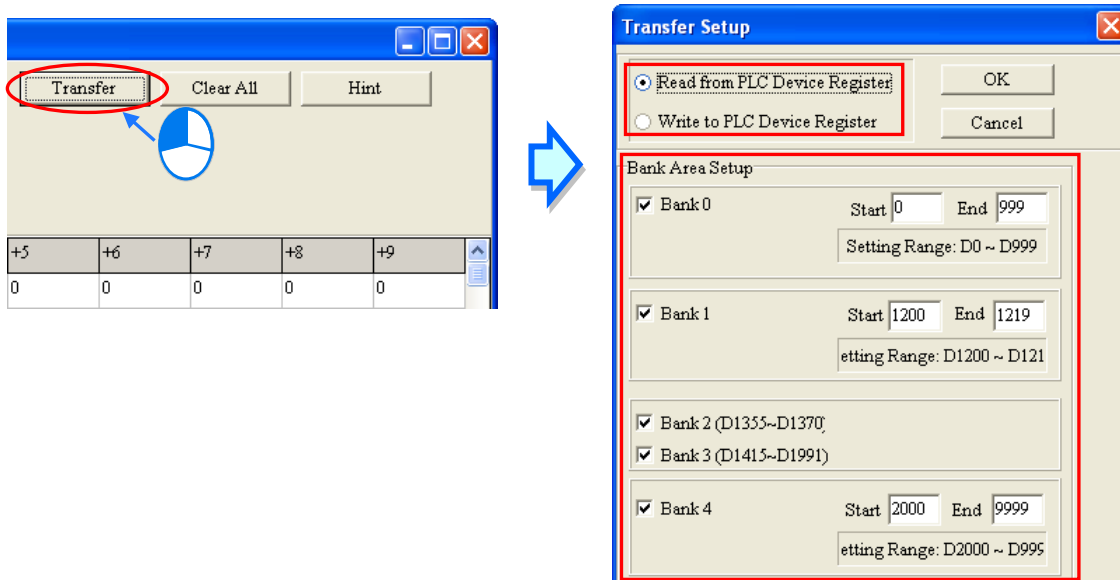 Transfer Clear All Hint
+5 +6 +7 +8 +9
0 0 0 0 0
Transfer Setup
Read from PLC Device Register OK
Write to PLC Device Register Cancel
Bank Area Setup
Bank 0 Start 0 End 999
Setting Range: D0 ~ D999
Bank 1 Start 1200 End 1219
etting Range: D1200 ~ D121
Bank 2 (D1355~D1370)
Bank 3 (D1415~D1991)
Bank 4 Start 2000 End 9999
etting Range: D2000 ~ D999